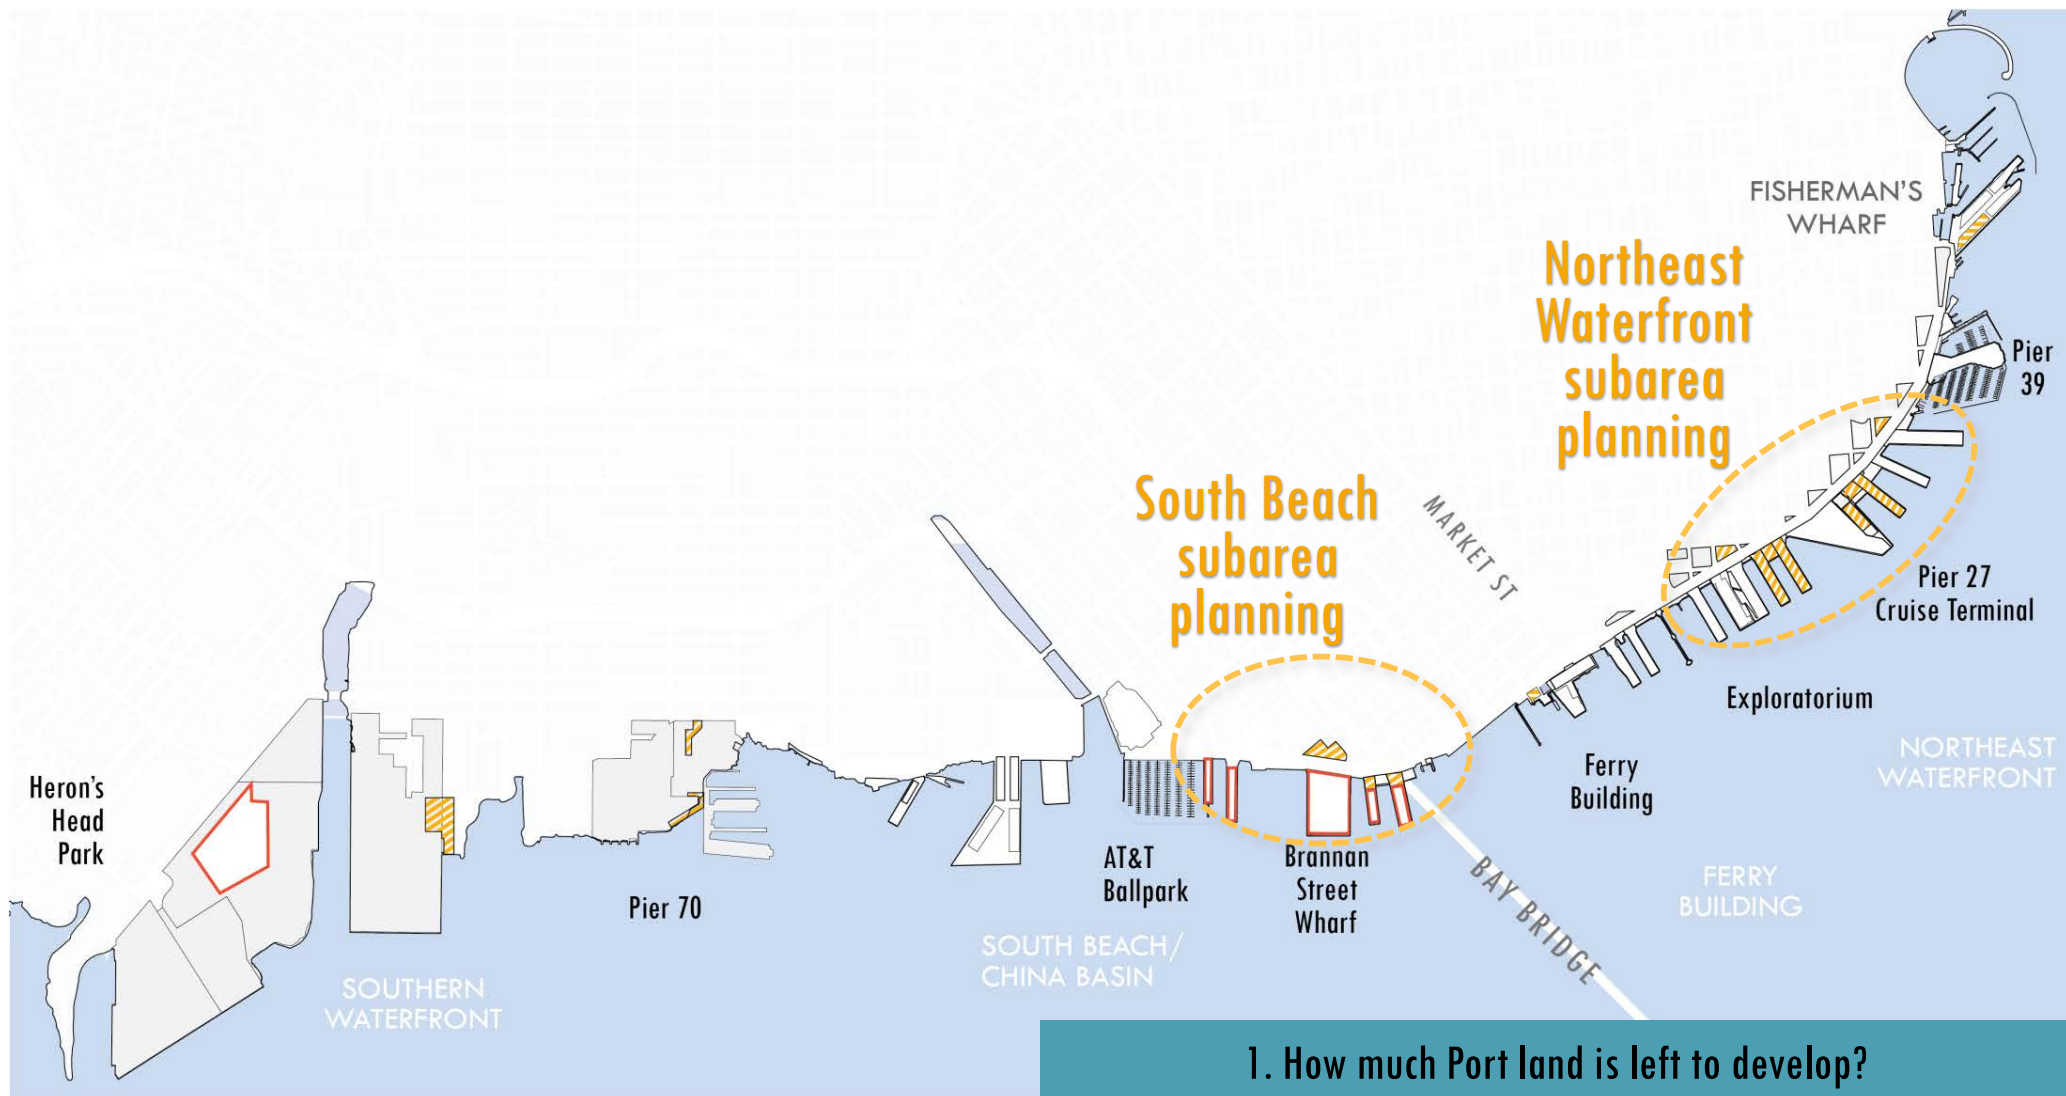 FISHERMAN'S
WHARF
Northeast
Waterfront
subarea
planning
Pier
39
South Beach
subarea
planning
MARKET ST
Pier 27
Cruise Terminal
Exploratorium
NORTHEAST
WATERFRONT
Ferry
Building
FERRY
BUILDING
Heron's
Head
Park
Pier 70
AT&T
Ballpark
Brannan
Street
Wharf
BAY BRIDGE
SOUTH BEACH/
CHINA BASIN
SOUTHERN
WATERFRONT
1. How much Port land is left to develop?